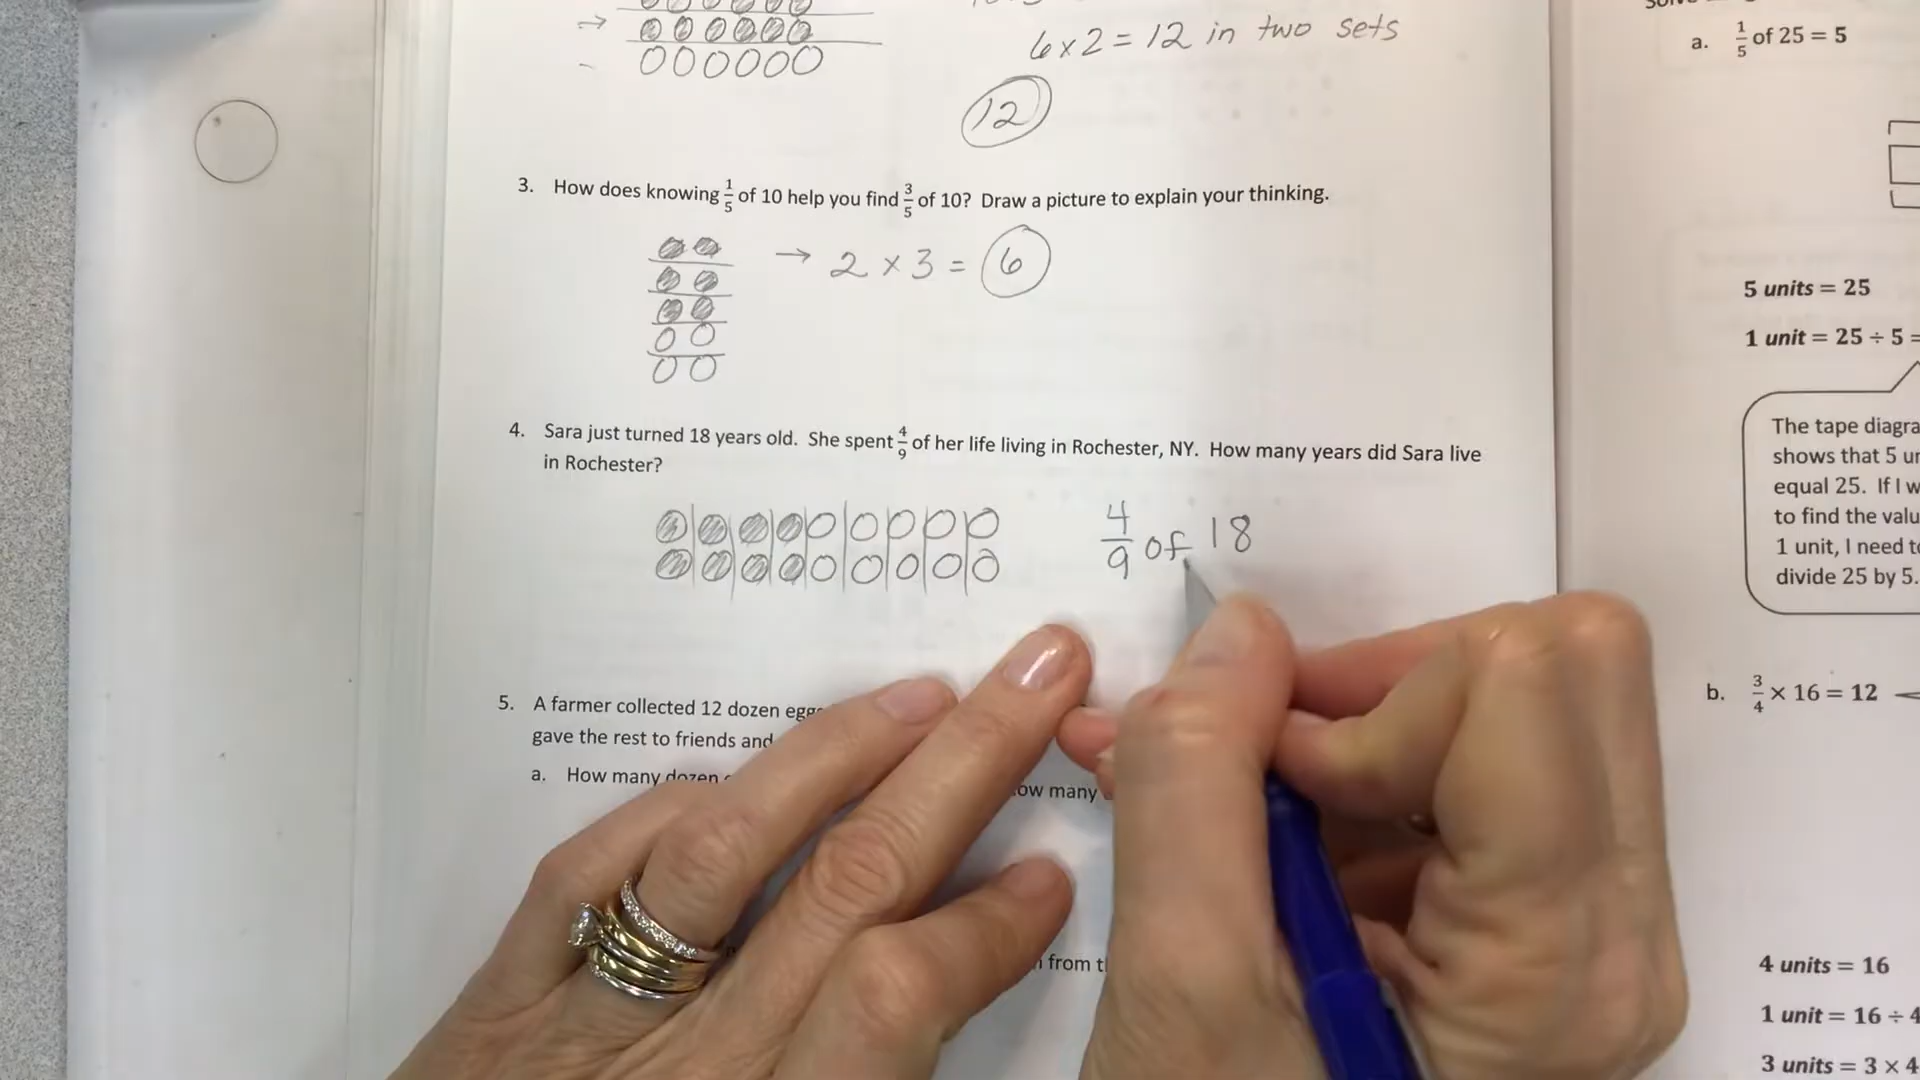 6 x 2 = 12 in two sets
12
3. How does knowing 1/5 of 10 help you find 3/5 of 10? Draw a picture to explain your thinking.
→ 2 x 3 = 6
4. Sara just turned 18 years old. She spent 4/9 of her life living in Rochester, NY. How many years did Sara live
in Rochester?
4/9 of 18
5. A farmer collected 12 dozen
gave the rest to friends and
a. How many dozen
ow many
from
a. 1/5 of 25 = 5
5 units = 25
1 unit = 25 ÷ 5 =
The tape
shows that 5
equal 25. If I
to find the
1 unit, I need
divide 25 by 5.
b. 3/4 × 16 = 12
4 units = 16
1 unit = 16 ÷ 4
3 units = 3 × 4